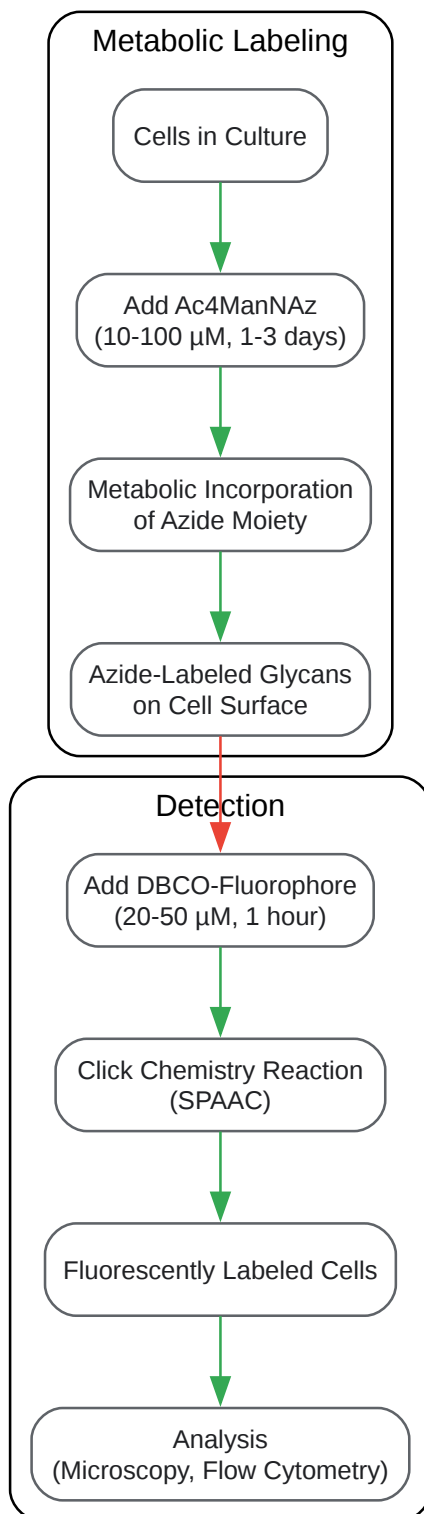 Metabolic Labeling
Cells in Culture
Add Ac4ManNAz
(10-100 µM, 1-3 days)
Metabolic Incorporation
of Azide Moiety
Azide-Labeled Glycans
on Cell Surface
Detection
Add DBCO-Fluorophore
(20-50 µM, 1 hour)
Click Chemistry Reaction
(SPAAC)
Fluorescently Labeled Cells
Analysis
(Microscopy, Flow Cytometry)